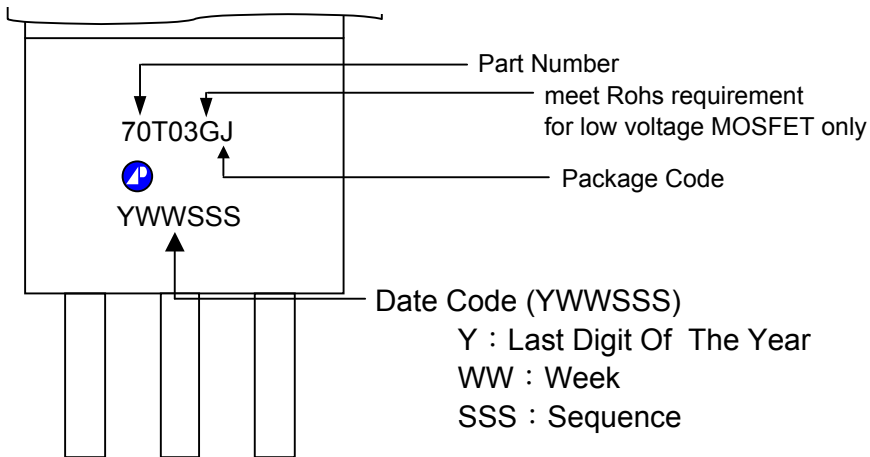 Part Number
meet Rohs requirement
for low voltage MOSFET only
70T03GJ
Package Code
YWWSSS
Date Code (YWWSSS)
Y：Last Digit Of The Year
WW：Week
SSS：Sequence